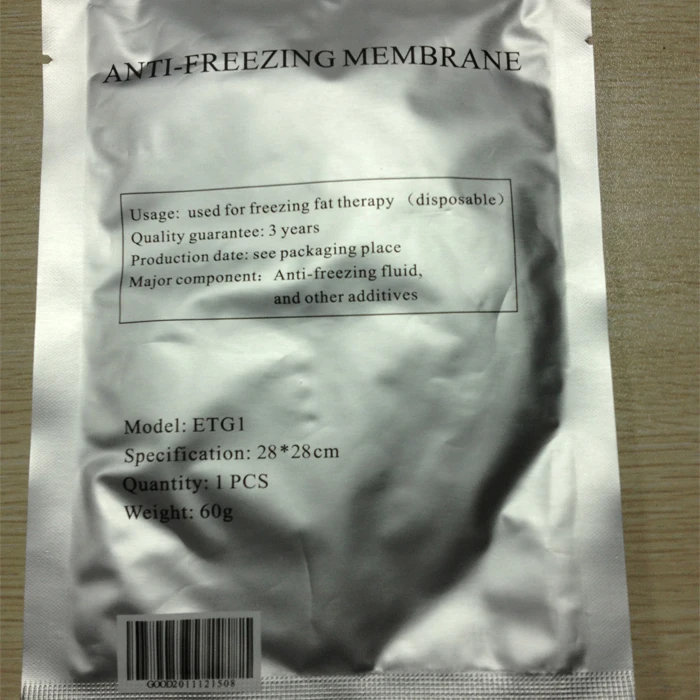 ANTI-FREEZING MEMBRANE
Usage: used for freezing fat therapy （disposable）
Quality guarantee: 3 years
Production date: see packaging place
Major component: Anti-freezing fluid,
and other additives
Model: ETG1
Specification: 28*28cm
Quantity: 1 PCS
Weight: 60g
GOOD2011121508